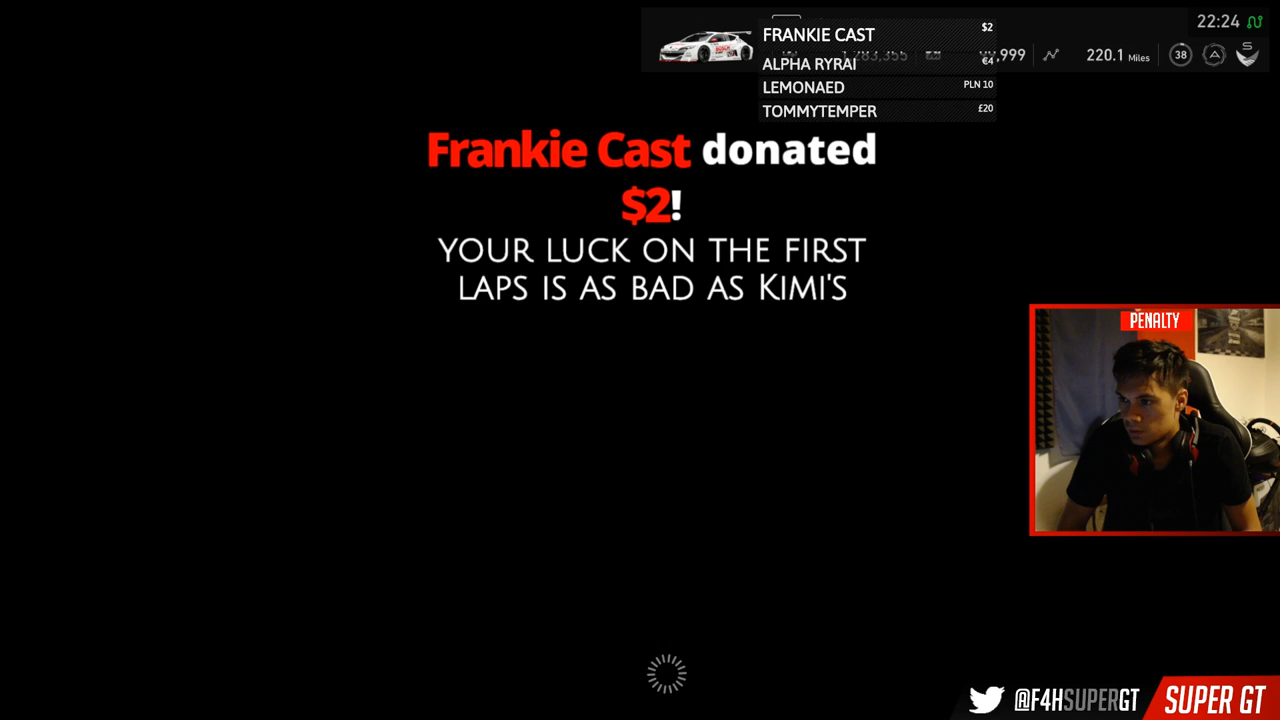 22:24
FRANKIE CAST $2
,999 220.1 Miles 38 A S
ALPHA RYRAI €4
LEMONAED PLN 10
TOMMYTEMPER £20
Frankie Cast donated
$2!
YOUR LUCK ON THE FIRST
LAPS IS AS BAD AS KIMI'S
PENALTY
@F4HSUPERGT
SUPER GT